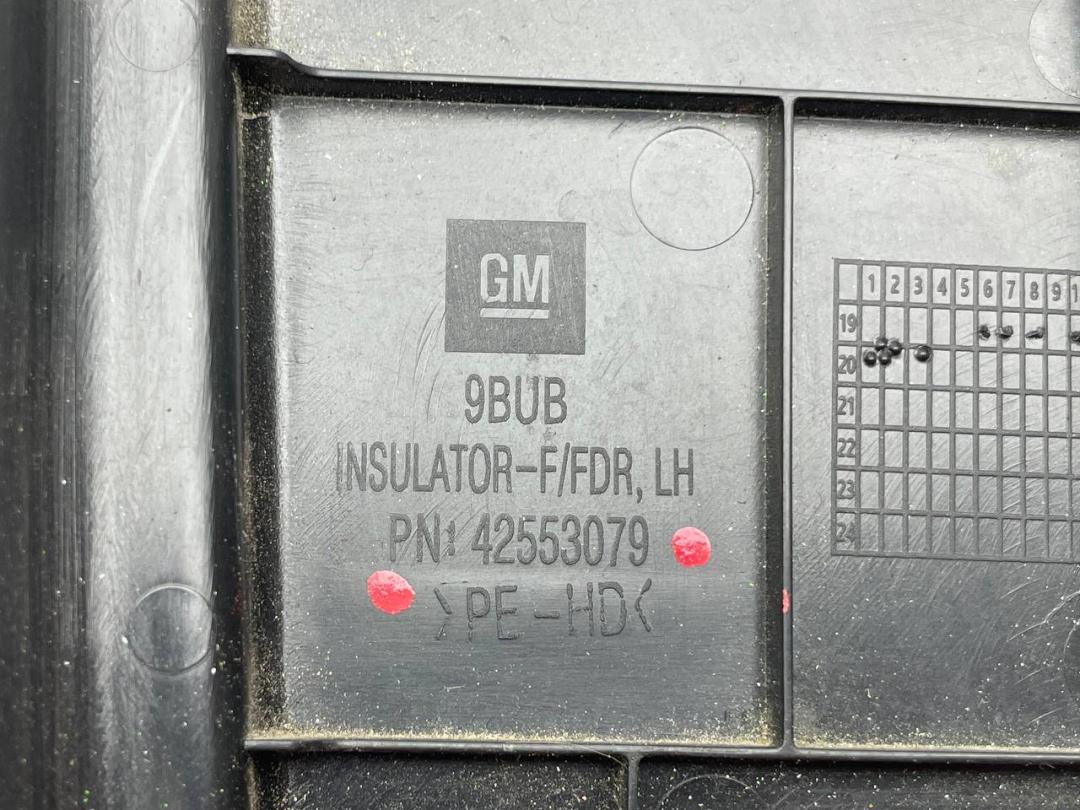 GM
9BUB
INSULATOR-F/FDR, LH
PN: 42553079
>PE-HD<
1 2 3 4 5 6 7 8 9 1
19
20
21
22
23
24